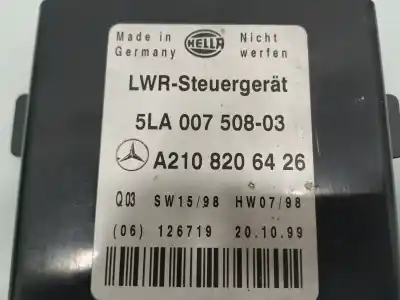 Made in Germany HELLA Nicht werfen
LWR-Steuergerät
5LA 007 508-03
A210 820 64 26
Q03 SW15/98 HW07/98
(06) 126719 20.10.99